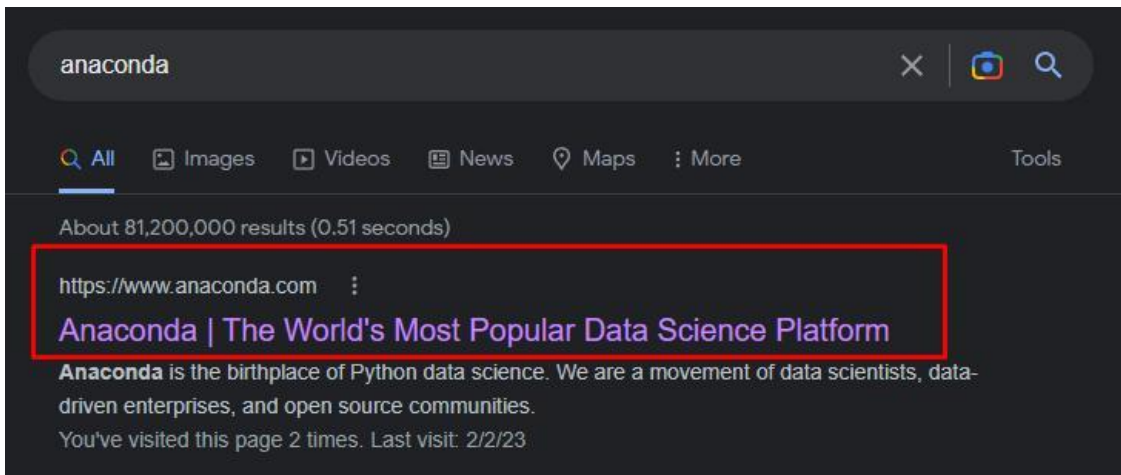 anaconda
All Images Videos News Maps More Tools
About 81,200,000 results (0.51 seconds)
https://www.anaconda.com
Anaconda | The World's Most Popular Data Science Platform
Anaconda is the birthplace of Python data science. We are a movement of data scientists, data-
driven enterprises, and open source communities.
You've visited this page 2 times. Last visit: 2/2/23